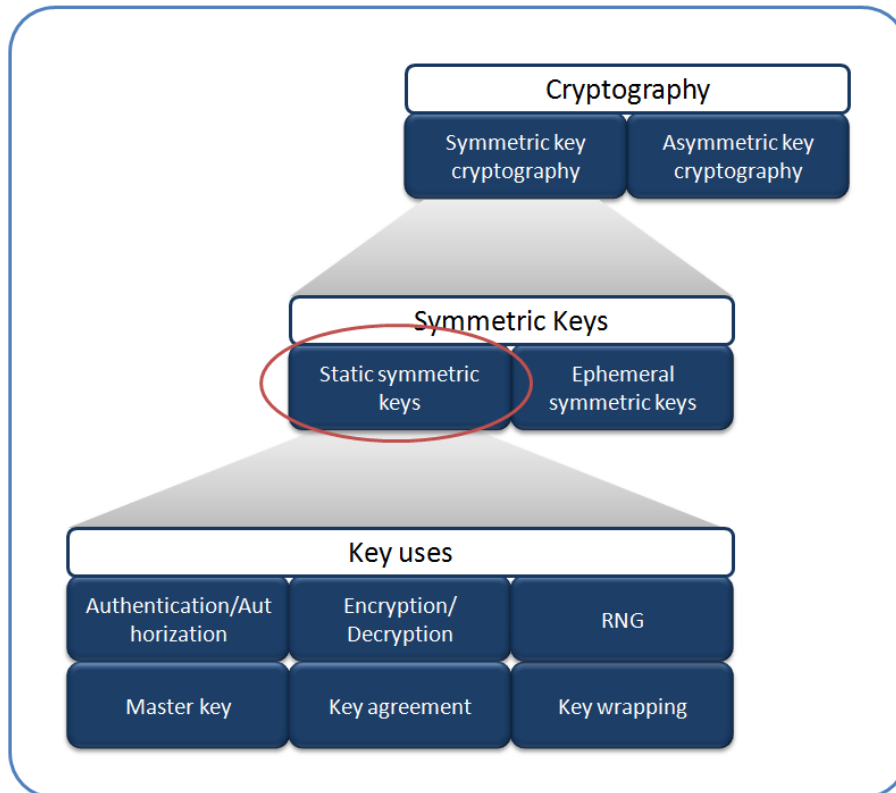 Cryptography
Symmetric key
cryptography
Asymmetric key
cryptography
Symmetric Keys
Static symmetric
keys
Ephemeral
symmetric keys
Key uses
Authentication/Aut
horization
Encryption/
Decryption
RNG
Master key
Key agreement
Key wrapping